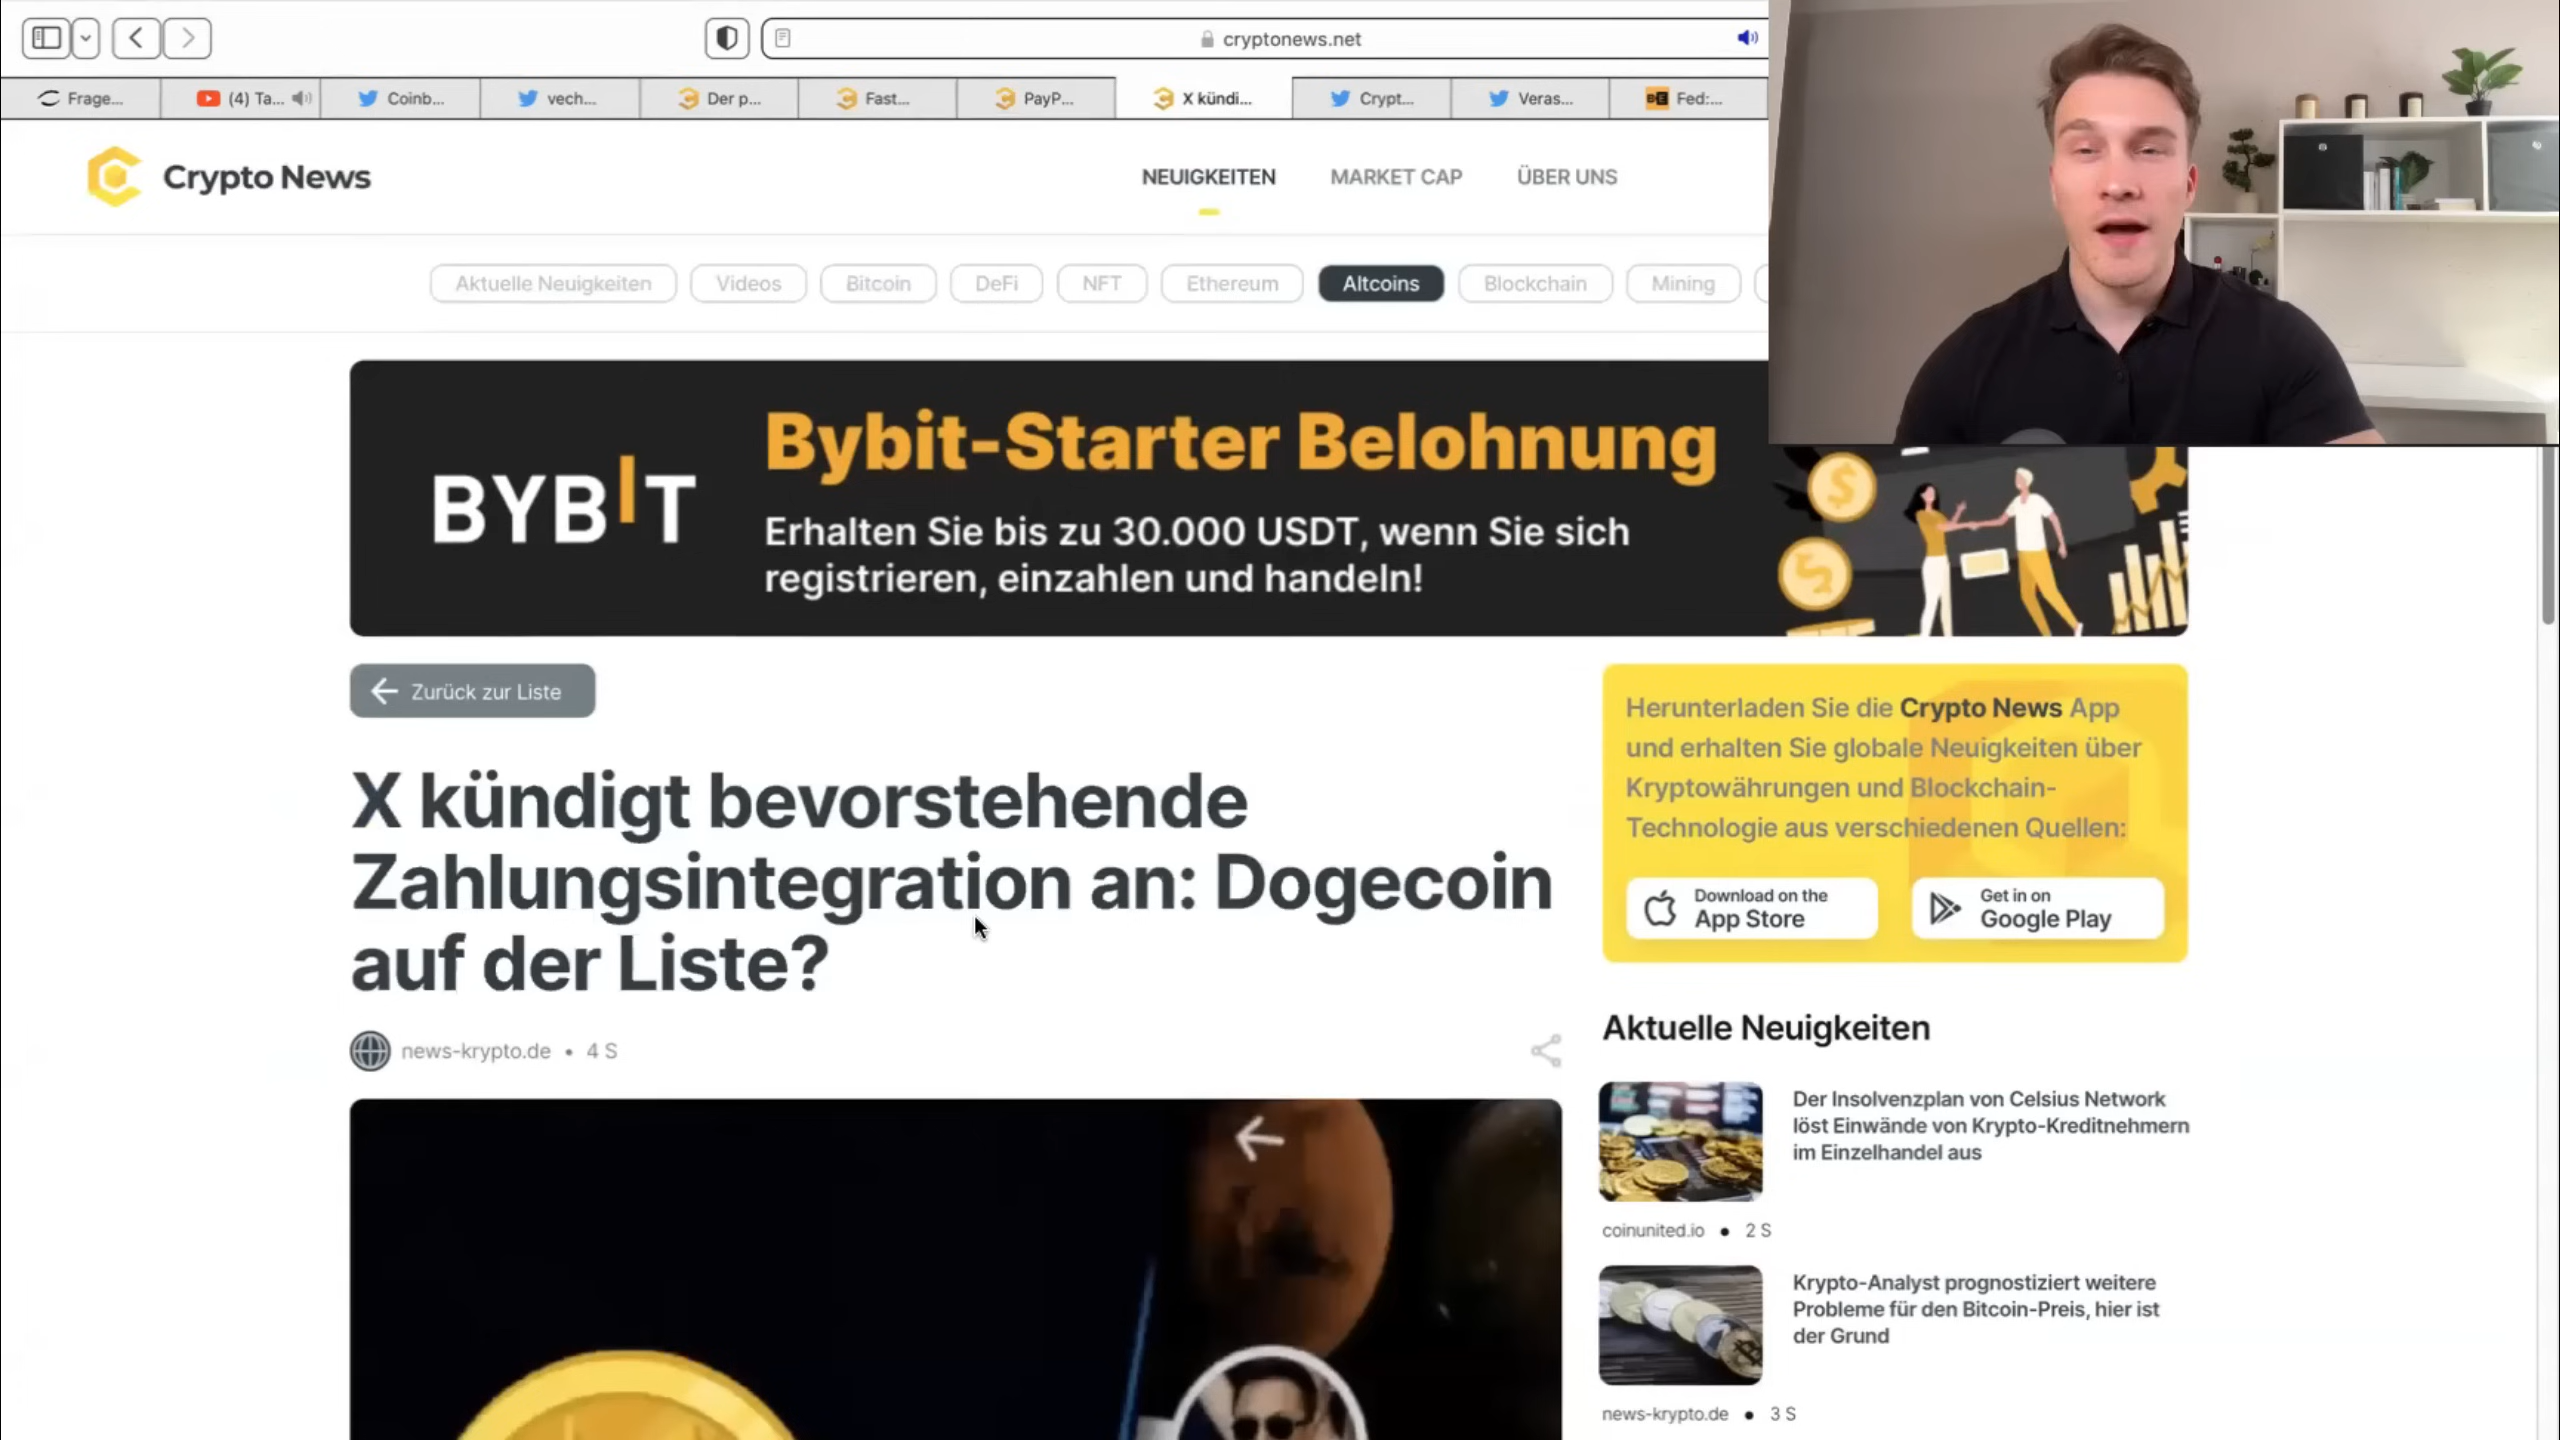 cryptonews.net
Frage...
(4) Ta...
Coinb...
vech...
Der p...
Fast...
PayP...
X kündi...
Crypt...
Veras...
Fed:...
Crypto News
NEUIGKEITEN
MARKET CAP
ÜBER UNS
Aktuelle Neuigkeiten
Videos
Bitcoin
DeFi
NFT
Ethereum
Altcoins
Blockchain
Mining
BYBIT
Bybit-Starter Belohnung
Erhalten Sie bis zu 30.000 USDT, wenn Sie sich
registrieren, einzahlen und handeln!
Zurück zur Liste
X kündigt bevorstehende
Zahlungsintegration an: Dogecoin
auf der Liste?
news-krypto.de • 4 S
Herunterladen Sie die Crypto News App
und erhalten Sie globale Neuigkeiten über
Kryptowährungen und Blockchain-
Technologie aus verschiedenen Quellen:
Download on the
App Store
Get in on
Google Play
Aktuelle Neuigkeiten
Der Insolvenzplan von Celsius Network
löst Einwände von Krypto-Kreditnehmern
im Einzelhandel aus
coinunited.io • 2 S
Krypto-Analyst prognostiziert weitere
Probleme für den Bitcoin-Preis, hier ist
der Grund
news-krypto.de • 3 S